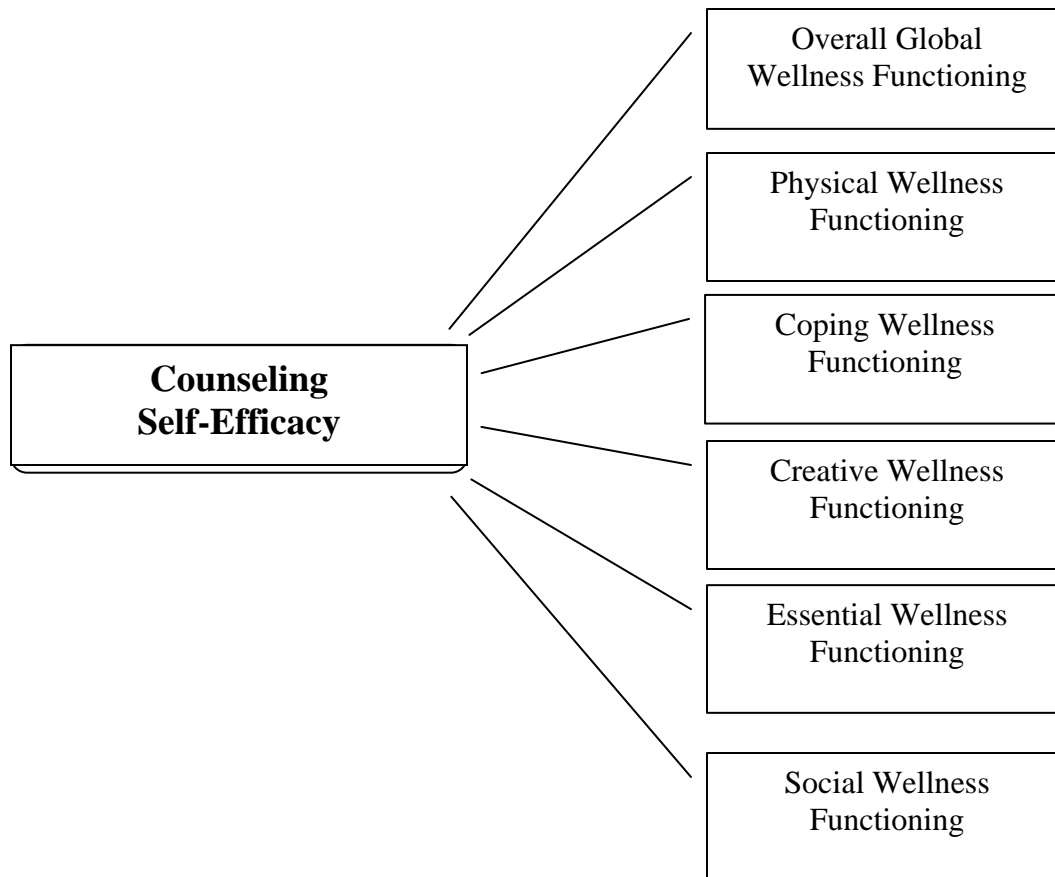 Overall Global
Wellness Functioning
Physical Wellness
Functioning
Coping Wellness
Functioning
Counseling
Self-Efficacy
Creative Wellness
Functioning
Essential Wellness
Functioning
Social Wellness
Functioning